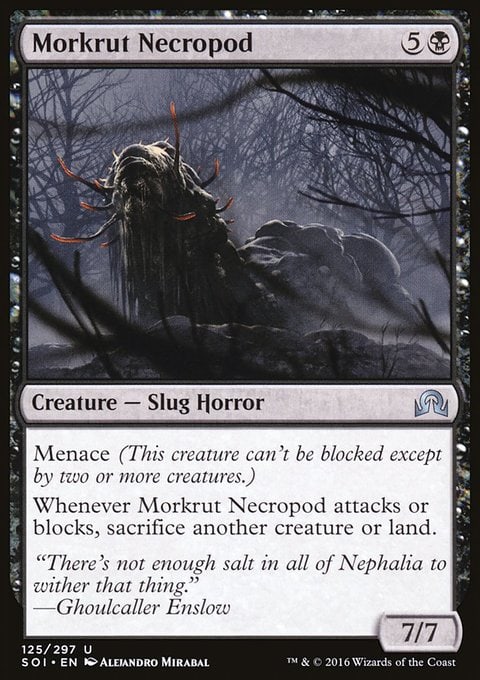 Morkrut Necropod 5
Creature — Slug Horror
Menace (This creature can't be blocked except
by two or more creatures.)
Whenever Morkrut Necropod attacks or
blocks, sacrifice another creature or land.
“There's not enough salt in all of Nephalia to
wither that thing.”
—Ghoulcaller Enslow
7/7
125/297 U
SOI • EN Alejandro Mirabal
™ & © 2016 Wizards of the Coast